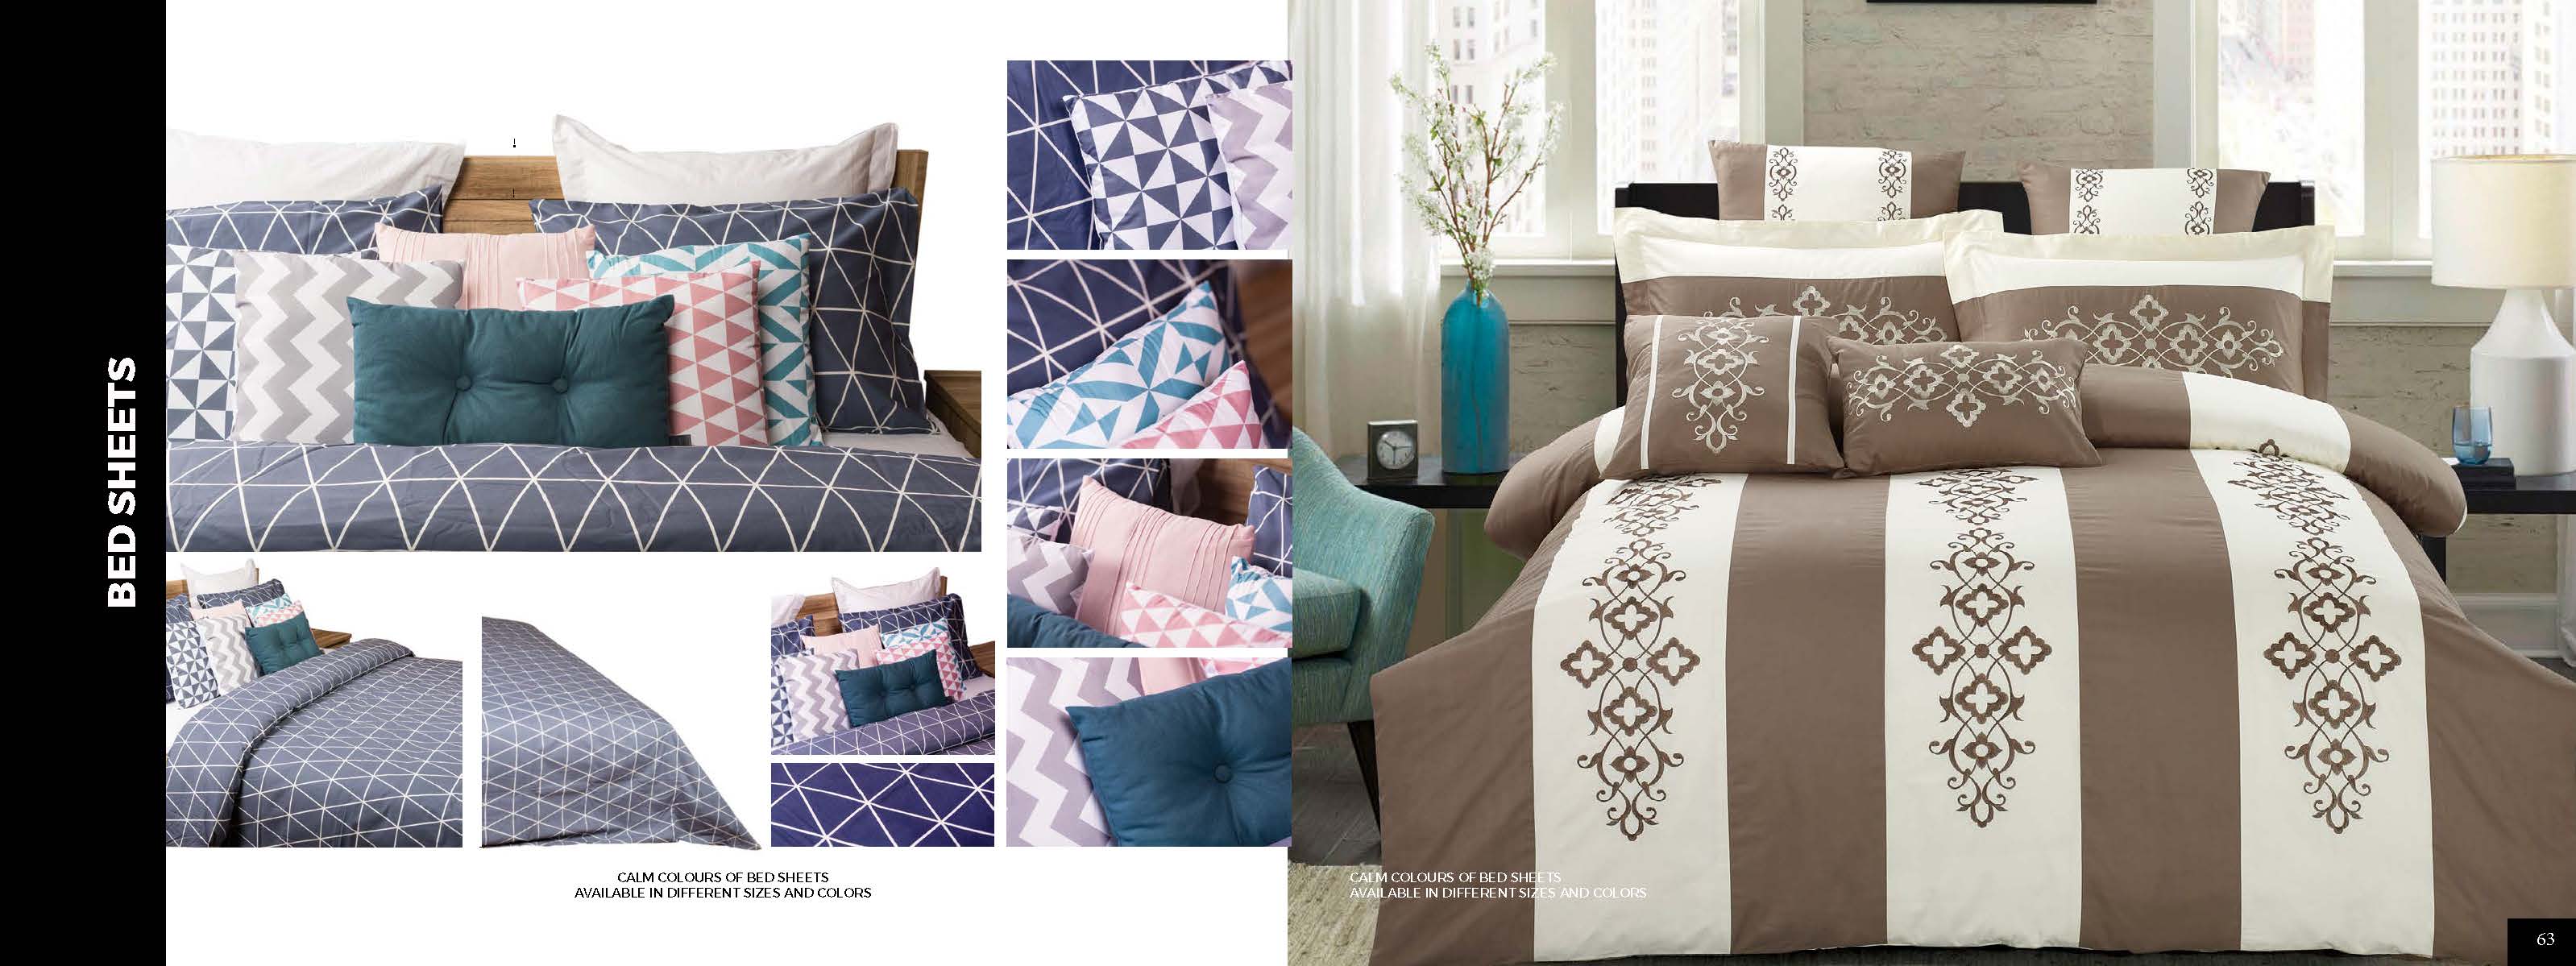 BED SHEETS
CALM COLOURS OF BED SHEETS
AVAILABLE IN DIFFERENT SIZES AND COLORS
CALM COLOURS OF BED SHEETS
AVAILABLE IN DIFFERENT SIZES AND COLORS
63